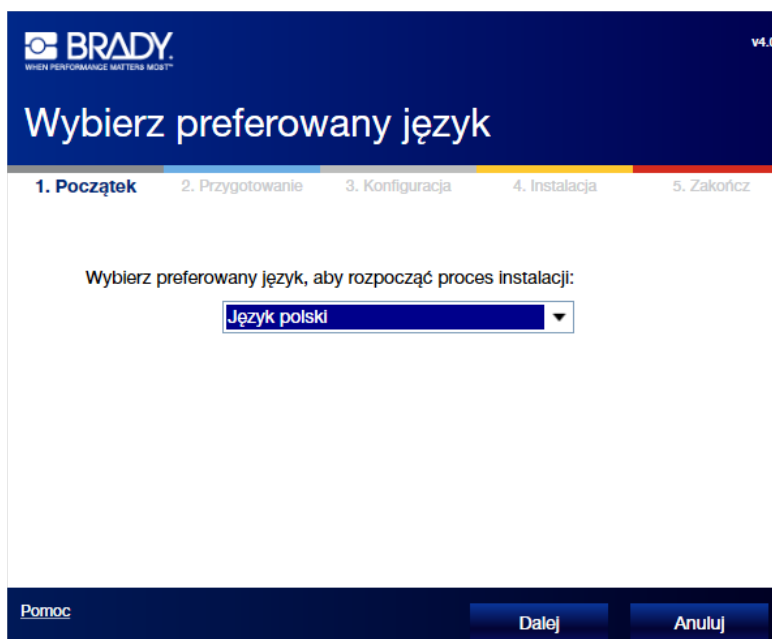 BRADY.
WHEN PERFORMANCE MATTERS MOST™
v4.0
Wybierz preferowany język
1. Początek 2. Przygotowanie 3. Konfiguracja 4. Instalacja 5. Zakończ
Wybierz preferowany język, aby rozpocząć proces instalacji:
Język polski
Pomoc Dalej Anuluj